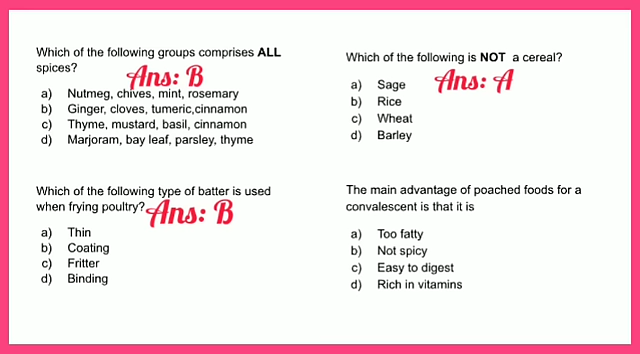 Which of the following groups comprises ALL
spices?
Ans: B
a) Nutmeg, chives, mint, rosemary
b) Ginger, cloves, tumeric,cinnamon
c) Thyme, mustard, basil, cinnamon
d) Marjoram, bay leaf, parsley, thyme
Which of the following is NOT a cereal?
Ans: A
a) Sage
b) Rice
c) Wheat
d) Barley
Which of the following type of batter is used
when frying poultry?
Ans: B
a) Thin
b) Coating
c) Fritter
d) Binding
The main advantage of poached foods for a
convalescent is that it is
a) Too fatty
b) Not spicy
c) Easy to digest
d) Rich in vitamins